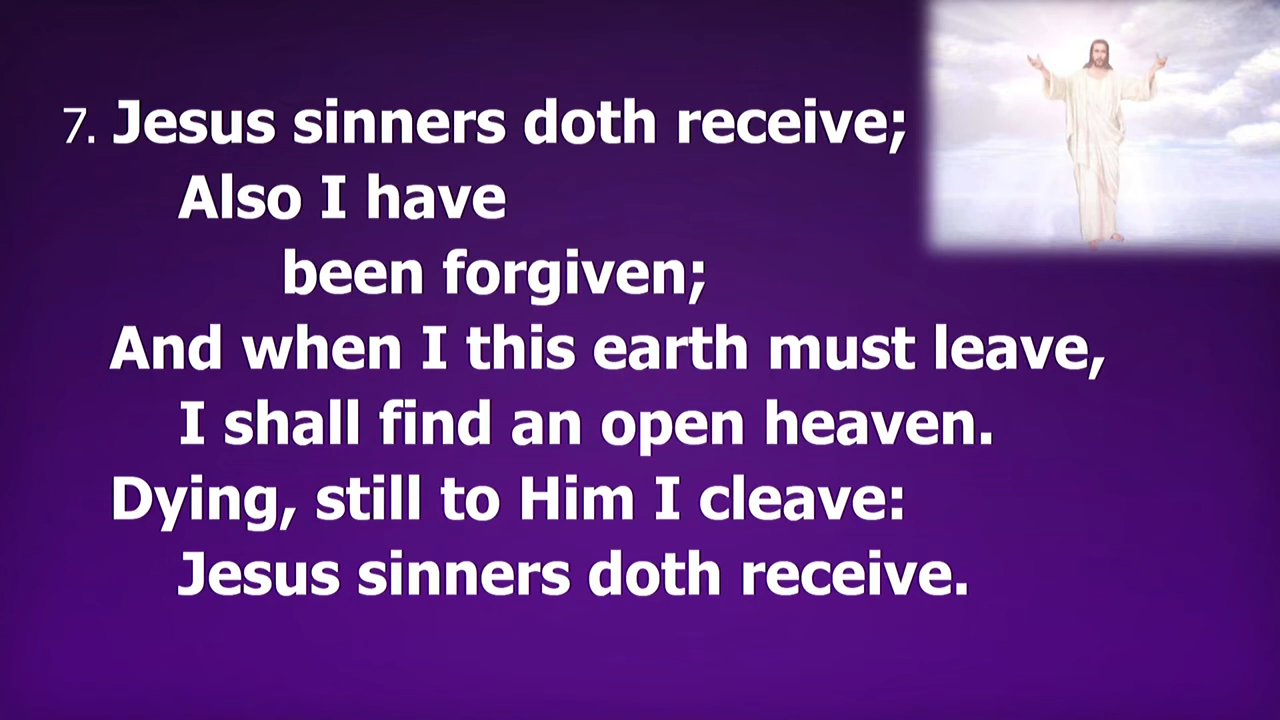 7. Jesus sinners doth receive;
Also I have
been forgiven;
And when I this earth must leave,
I shall find an open heaven.
Dying, still to Him I cleave:
Jesus sinners doth receive.